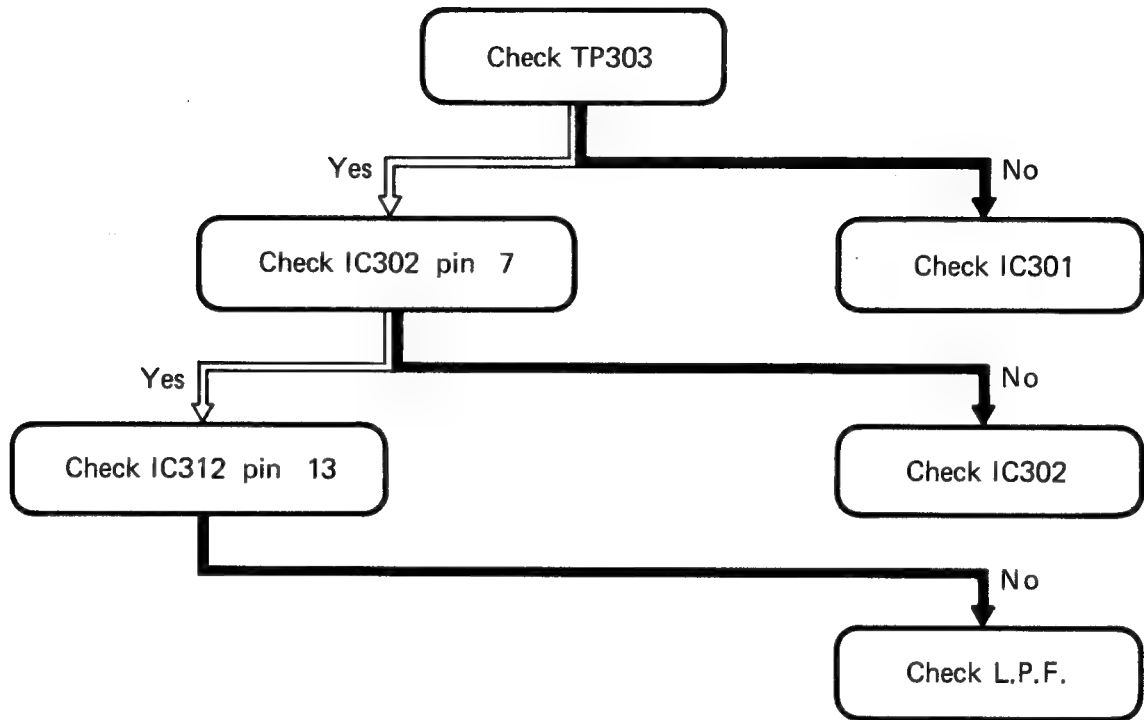 Check TP303
Yes
No
Check IC302 pin 7
Check IC301
Yes
No
Check IC312 pin 13
Check IC302
No
Check L.P.F.